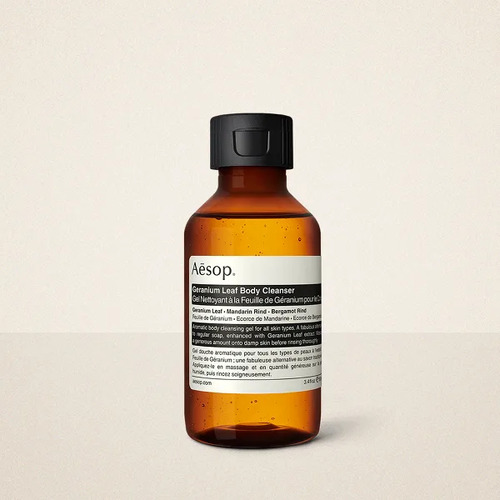 Aēsop.
Geranium Leaf Body Cleanser
Gel Nettoyant à la Feuille de Géranium pour le
Geranium Leaf · Mandarin Rind · Bergamot Rind
Feuille de Géranium · Ecorce de Mandarine · Ecorce de
Aromatic body cleansing gel for all skin types. A fabulous
to regular soap, enhanced with Geranium Leaf extract.
a generous amount onto damp skin before rinsing thoroughly.
Gel douche aromatique pour tous les types de peaux à
Feuille de Géranium ; une fabuleuse alternative au savon
Appliquez-le en massage et en quantité généreuse sur la
humide, puis rincez soigneusement.
aesop.com 3.4floz